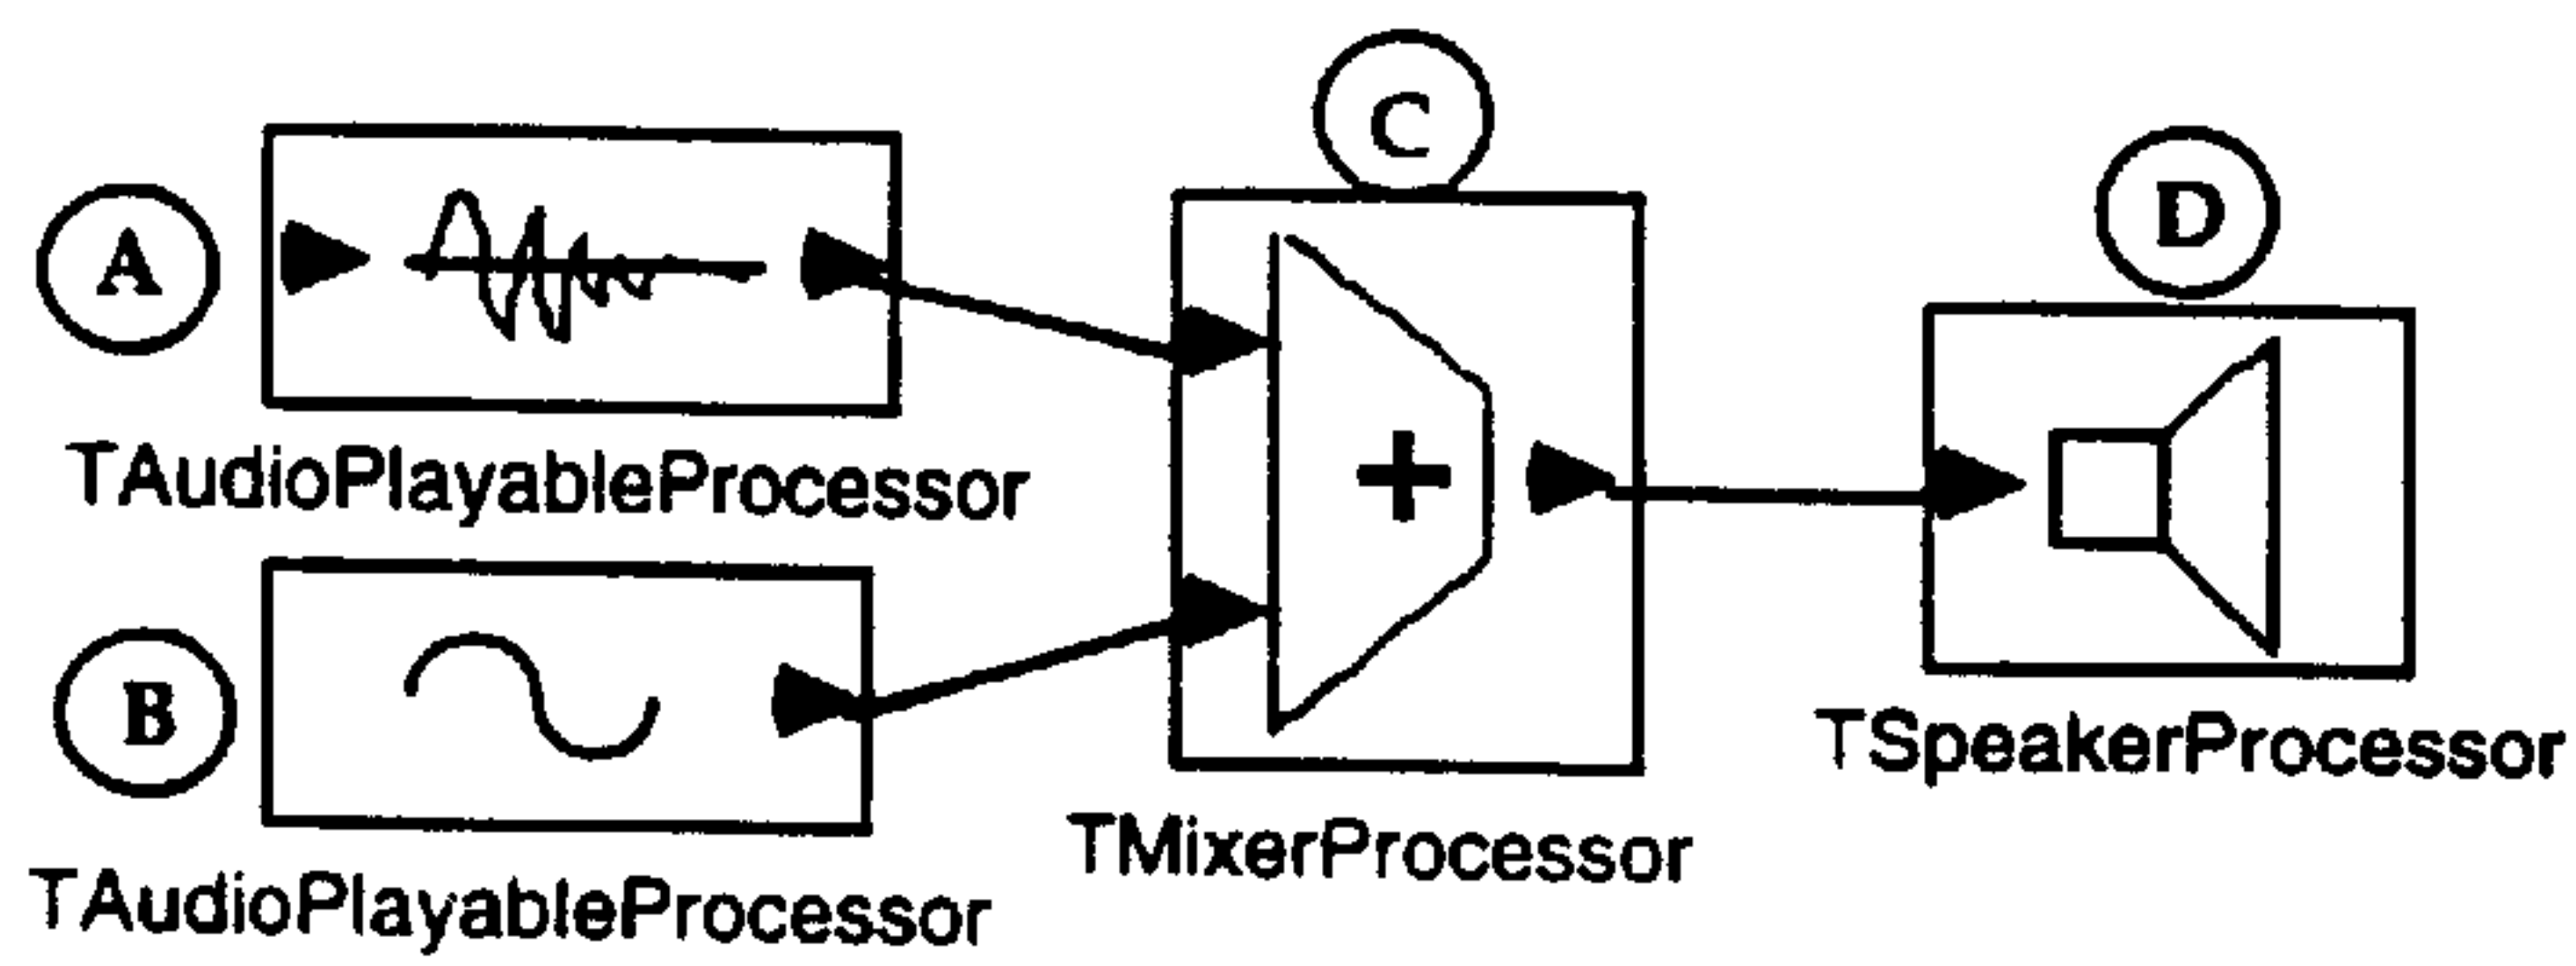 A
TAudioPlayableProcessor
B
TAudioPlayableProcessor
C
+
TMixerProcessor
D
TSpeakerProcessor